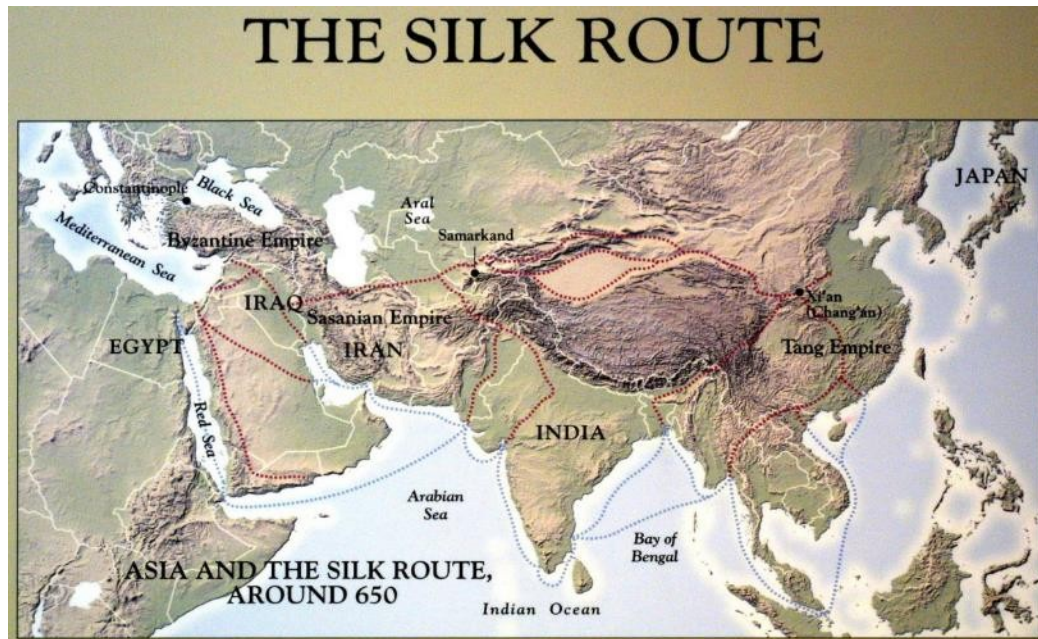 THE SILK ROUTE
JAPAN
Constantinople
Black Sea
Aral
Sea
Mediterranean Sea
Samarkand
Byzantine Empire
IRAQ
Xi'an
(Chang'an)
Sasanian Empire
EGYPT
IRAN
Tang Empire
Red Sea
INDIA
Arabian
Sea
Bay of
Bengal
ASIA AND THE SILK ROUTE,
AROUND 650
Indian Ocean